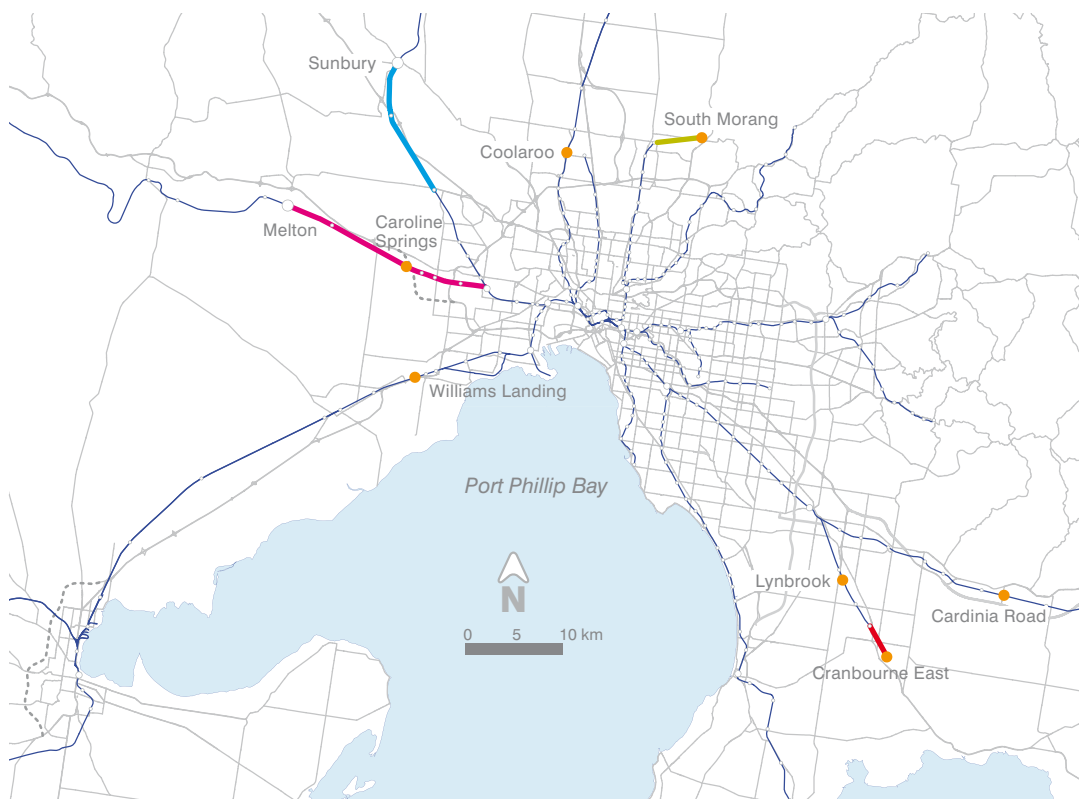 Sunbury
South Morang
Coolaroo
Melton
Caroline
Springs
Williams Landing
Port Phillip Bay
N
0 5 10 km
Lynbrook
Cardinia Road
Cranbourne East